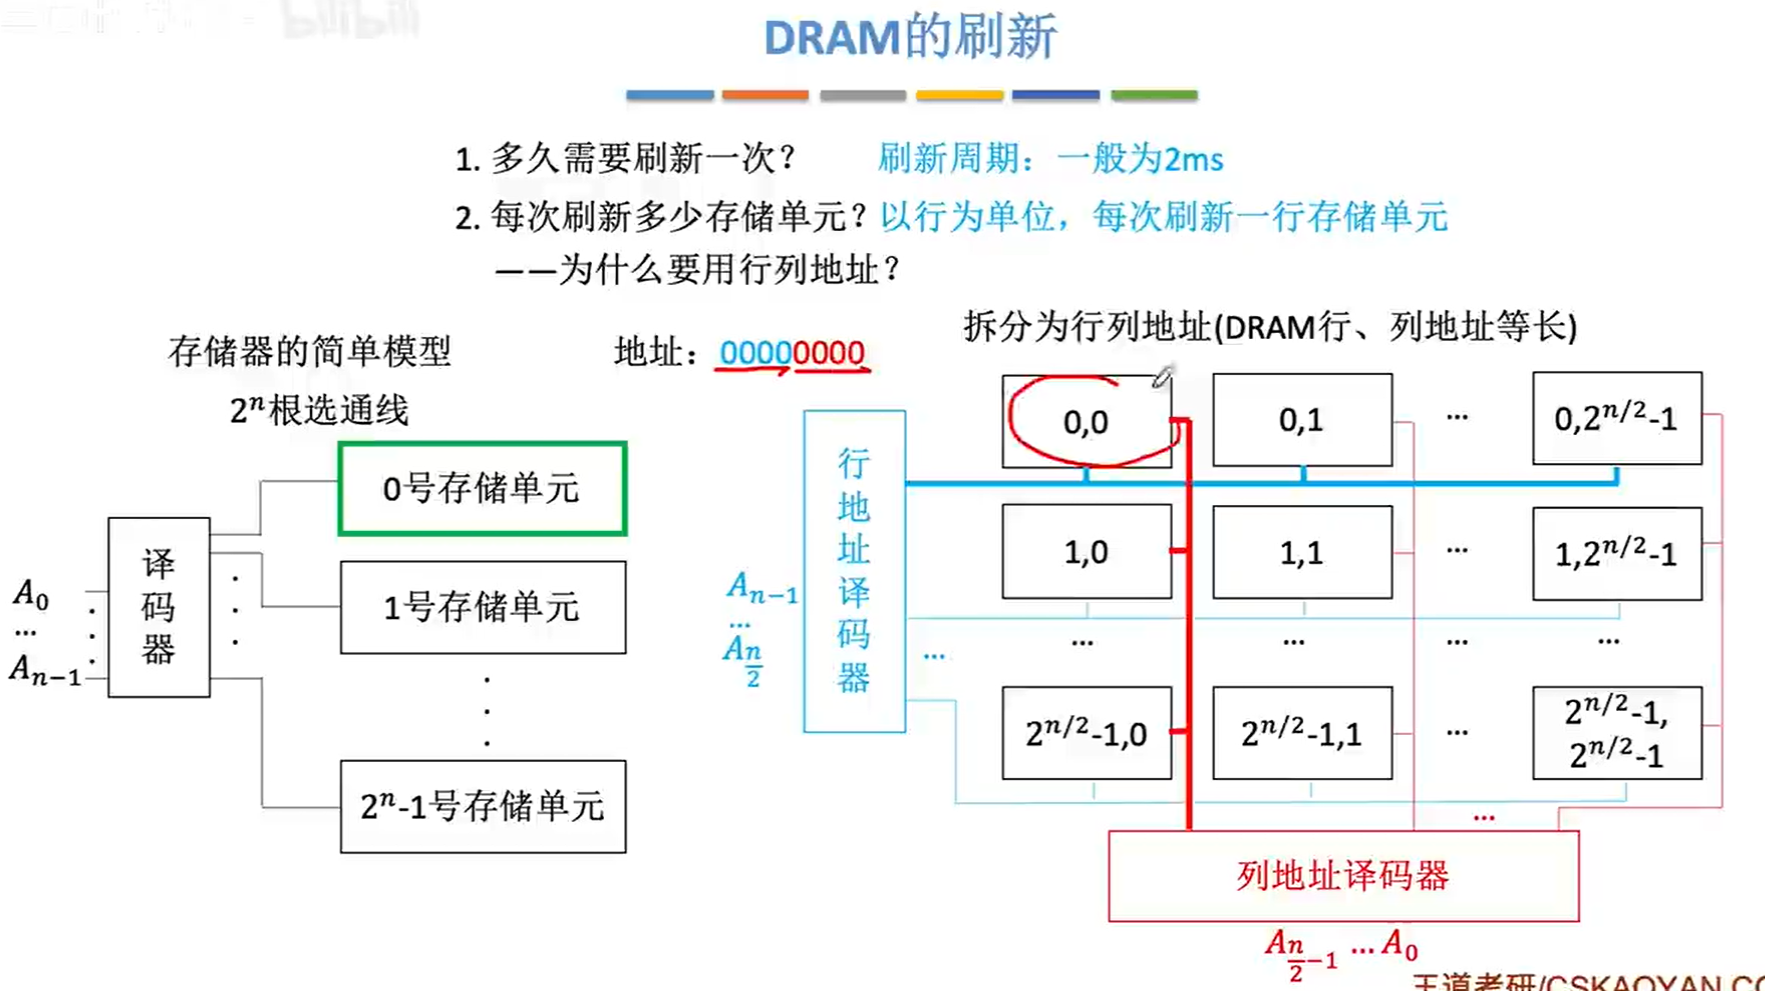 DRAM的刷新
1. 多久需要刷新一次? 刷新周期：一般为2ms
2. 每次刷新多少存储单元? 以行为单位，每次刷新一行存储单元
——为什么要用行列地址?
存储器的简单模型
2ⁿ根选通线
地址：00000000
拆分为行列地址(DRAM行、列地址等长)
译码器
A₀
...
Aₙ₋₁
0号存储单元
1号存储单元
2ⁿ-1号存储单元
行地址译码器
Aₙ₋₁
...
A_{n/2}
0,0 0,1 ... 0,2^{n/2}-1
1,0 1,1 ... 1,2^{n/2}-1
... ... ... ... ...
2^{n/2}-1,0 2^{n/2}-1,1 ... 2^{n/2}-1,
2^{n/2}-1
...
列地址译码器
A_{n/2-1} ... A₀
王道考研/CSKAOYAN.CO